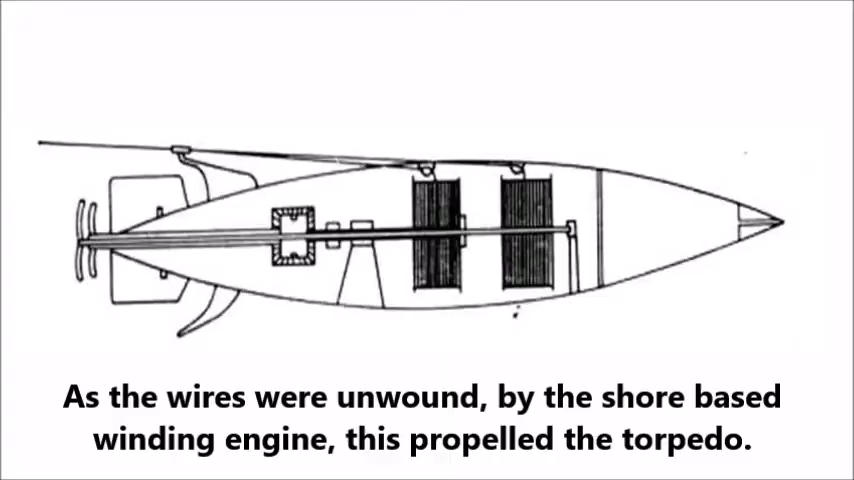 As the wires were unwound, by the shore based
winding engine, this propelled the torpedo.